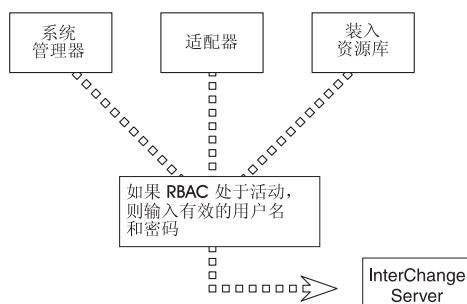 系统
管理器
适配器
装入
资源库
如果 RBAC 处于活动，
则输入有效的用户名
和密码
InterChange
Server